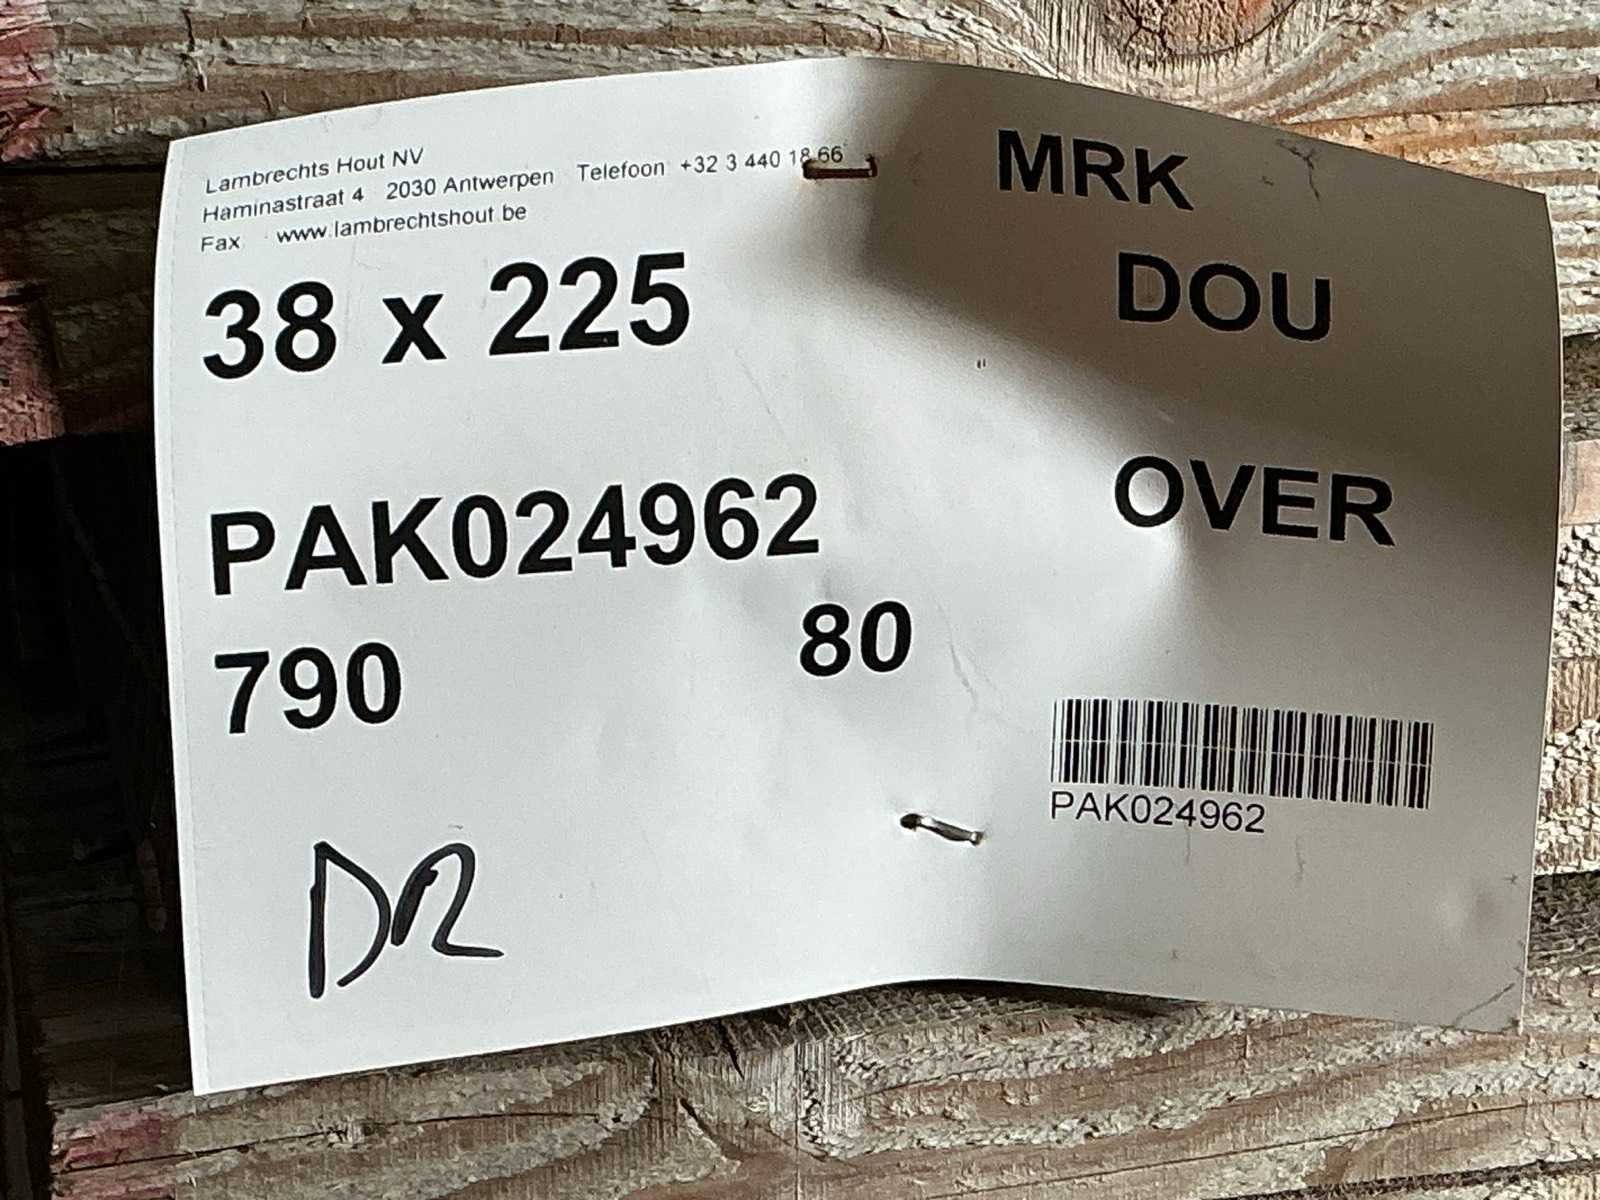 Lambrechts Hout NV
Haminastraat 4 2030 Antwerpen Telefoon +32 3 440 18 66
Fax www.lambrechtshout.be
MRK
DOU
38 x 225
OVER
PAK024962
790 80
PAK024962
DR